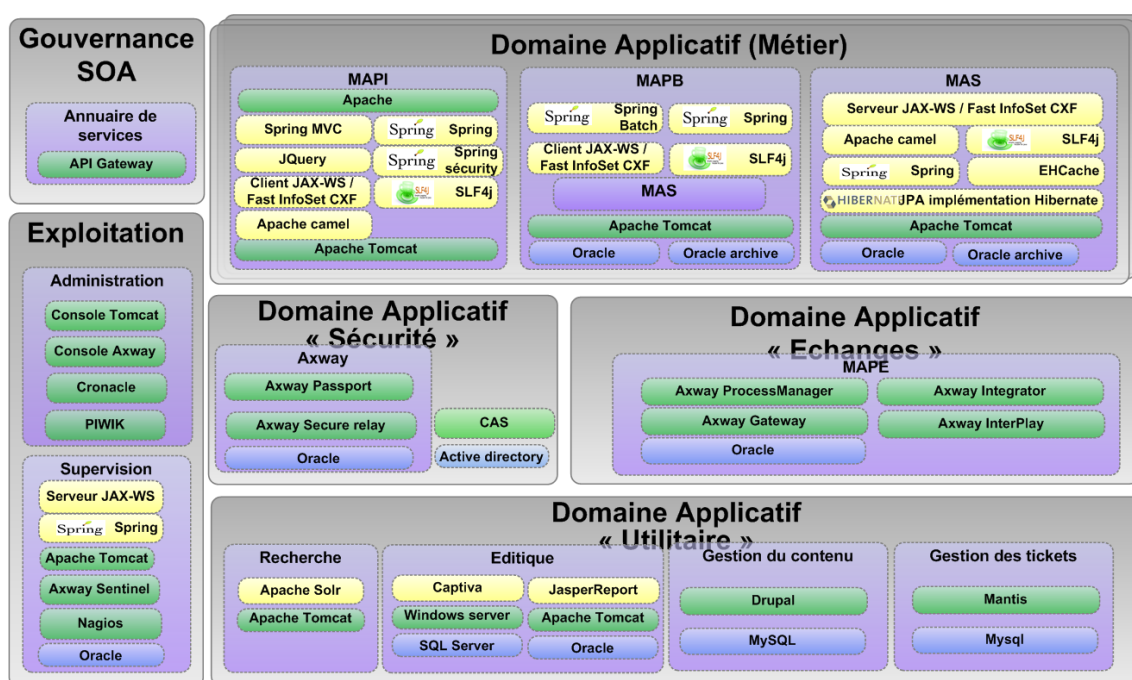 Gouvernance
SOA
Annuaire de
services
API Gateway
Exploitation
Administration
Console Tomcat
Console Axway
Cronacle
PIWIK
Supervision
Serveur JAX-WS
Spring Spring
Apache Tomcat
Axway Sentinel
Nagios
Oracle
Domaine Applicatif (Métier)
MAPI
Apache
Spring MVC
Spring Spring
JQuery
Spring Spring
sécurity
Client JAX-WS /
Fast InfoSet CXF
SLF4J SLF4j
Apache camel
Apache Tomcat
MAPB
Spring Spring
Batch
Spring Spring
Client JAX-WS /
Fast InfoSet CXF
SLF4J SLF4j
MAS
Apache Tomcat
Oracle
Oracle archive
MAS
Serveur JAX-WS / Fast InfoSet CXF
Apache camel
SLF4J SLF4j
Spring Spring
EHCache
HIBERNATE JPA implémentation Hibernate
Apache Tomcat
Oracle
Oracle archive
Domaine Applicatif
« Sécurité »
Axway
Axway Passport
Axway Secure relay
Oracle
CAS
Active directory
Domaine Applicatif
« Echanges »
MAPE
Axway ProcessManager
Axway Integrator
Axway Gateway
Axway InterPlay
Oracle
Domaine Applicatif
« Utilitaire »
Recherche
Apache Solr
Apache Tomcat
Editique
Captiva
JasperReport
Windows server
Apache Tomcat
SQL Server
Oracle
Gestion du contenu
Drupal
MySQL
Gestion des tickets
Mantis
Mysql